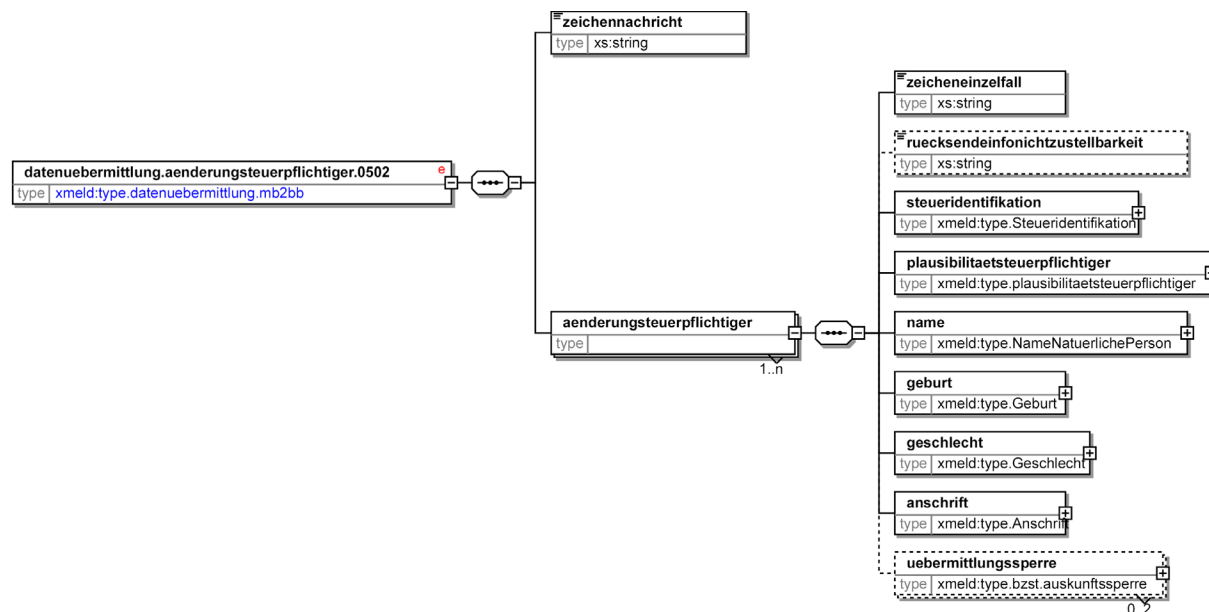 zeichennachricht
type xs:string
zeicheneinzelfall
type xs:string
ruecksendeinfonichtzustellbarkeit
type xs:string
datenuebermittlung.aenderungsteuerpflichtiger.0502 e
type xmeld:type.datenuebermittlung.mb2bb
steueridentifikation
type xmeld:type.Steueridentifikation
plausibilitaetsteuerpflichtiger
type xmeld:type.plausibilitaetsteuerpflichtiger
aenderungsteuerpflichtiger
type
1..n
name
type xmeld:type.NameNatuerlichePerson
geburt
type xmeld:type.Geburt
geschlecht
type xmeld:type.Geschlecht
anschrift
type xmeld:type.Anschrift
uebermittlungssperre
type xmeld:type.bzst.auskunftssperre
0..2